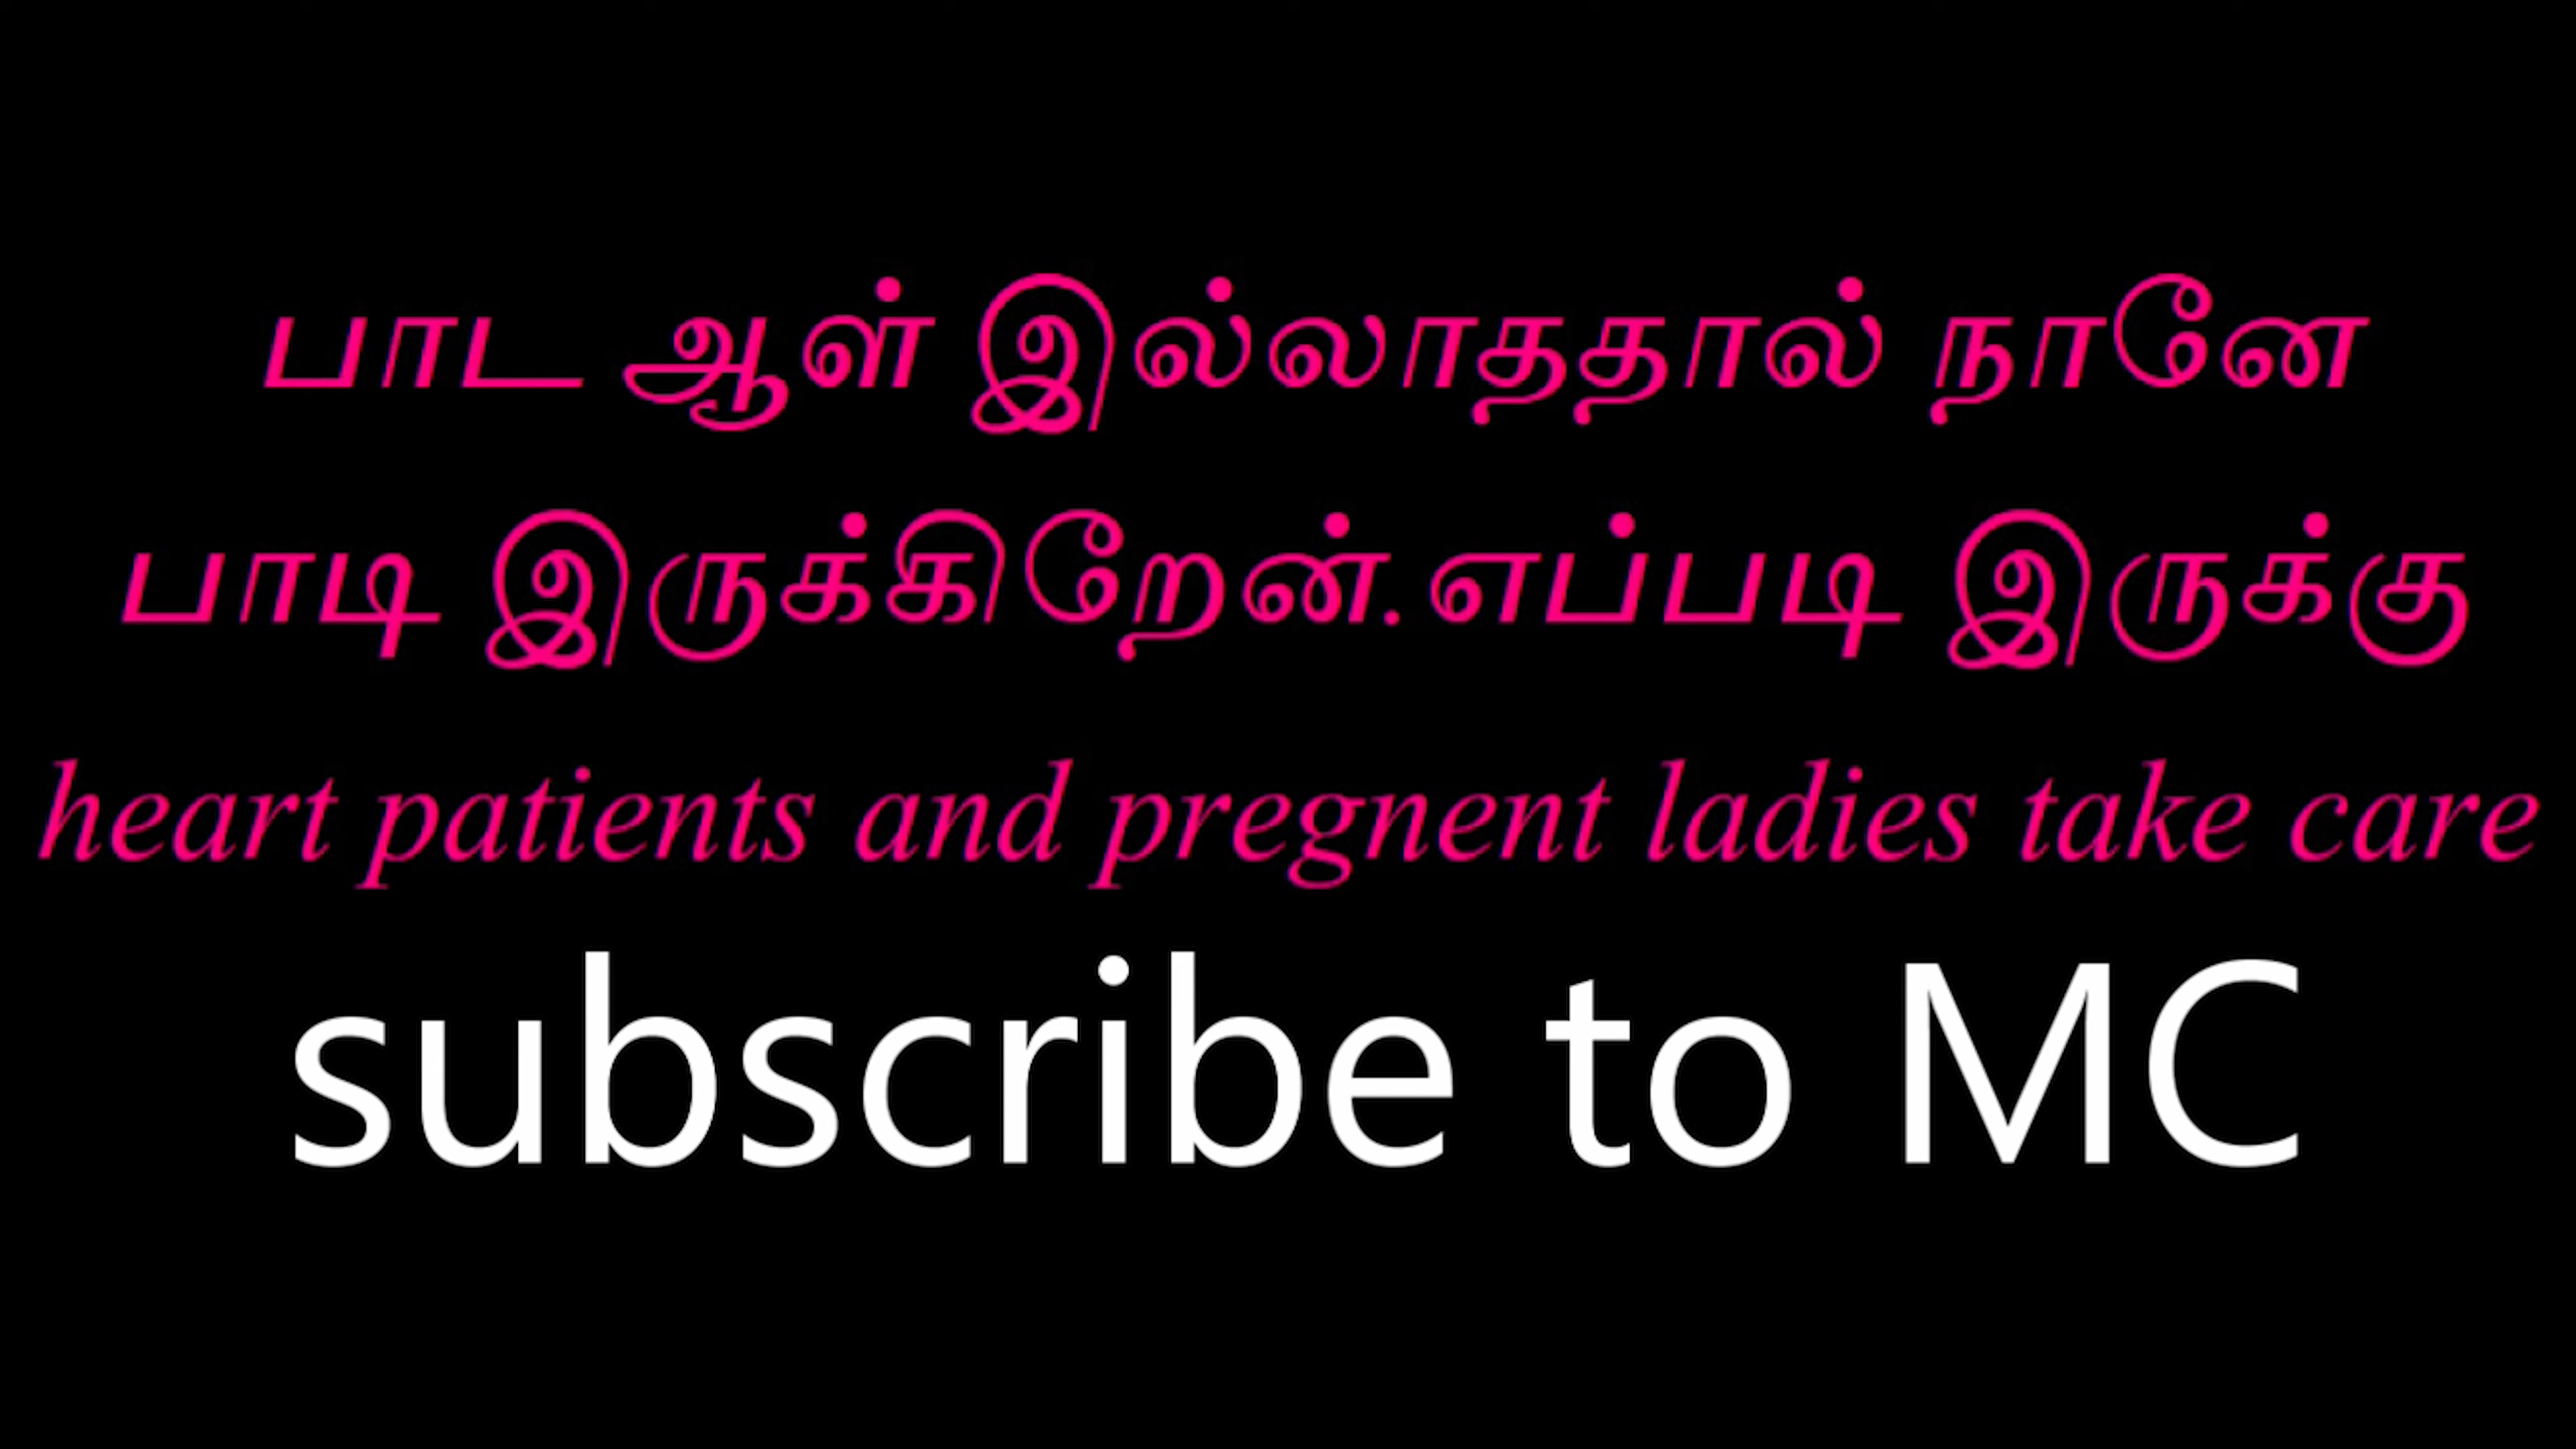 பாட ஆள் இல்லாததால் நானே
பாடி இருக்கிறேன்.எப்படி இருக்கு
heart patients and pregnent ladies take care
subscribe to MC